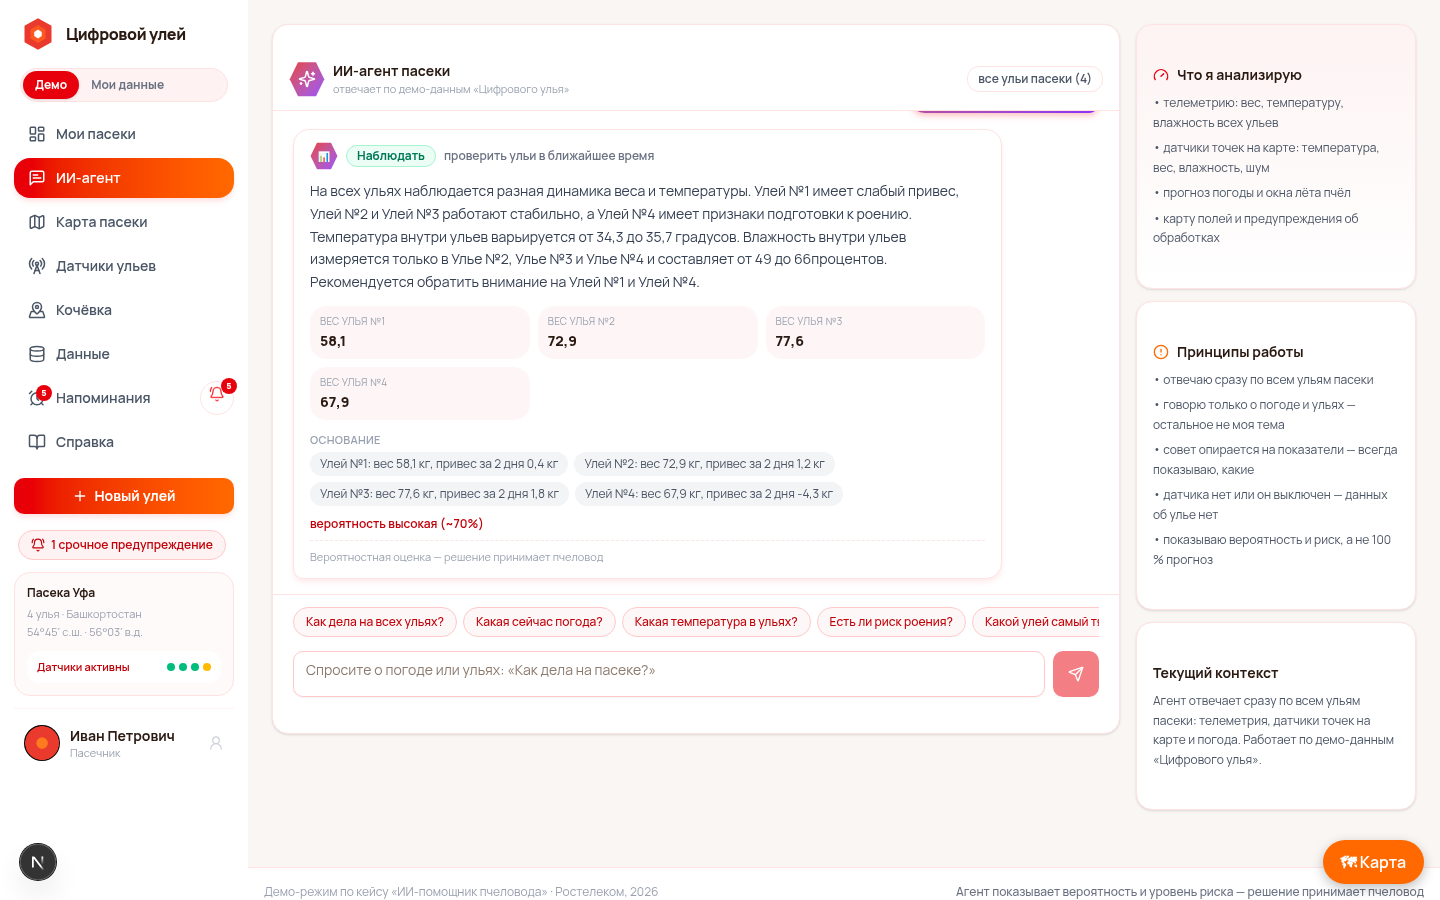 Цифровой улей
Демо
Мои данные
Мои пасеки
ИИ-агент
Карта пасеки
Датчики ульев
Кочёвка
Данные
5
Напоминания
5
Справка
+ Новый улей
1 срочное предупреждение
Пасека Уфа
4 улья · Башкортостан
54°45' с.ш. · 56°03' в.д.
Датчики активны
Иван Петрович
Пасечник
N
ИИ-агент пасеки
отвечает по демо-данным «Цифрового улья»
все ульи пасеки (4)
Наблюдать
проверить ульи в ближайшее время
На всех ульях наблюдается разная динамика веса и температуры. Улей №1 имеет слабый привес,
Улей №2 и Улей №3 работают стабильно, а Улей №4 имеет признаки подготовки к роению.
Температура внутри ульев варьируется от 34,3 до 35,7 градусов. Влажность внутри ульев
измеряется только в Улье №2, Улье №3 и Улье №4 и составляет от 49 до 66процентов.
Рекомендуется обратить внимание на Улей №1 и Улей №4.
ВЕС УЛЬЯ №1
58,1
ВЕС УЛЬЯ №2
72,9
ВЕС УЛЬЯ №3
77,6
ВЕС УЛЬЯ №4
67,9
ОСНОВАНИЕ
Улей №1: вес 58,1 кг, привес за 2 дня 0,4 кг
Улей №2: вес 72,9 кг, привес за 2 дня 1,2 кг
Улей №3: вес 77,6 кг, привес за 2 дня 1,8 кг
Улей №4: вес 67,9 кг, привес за 2 дня -4,3 кг
вероятность высокая (~70%)
Вероятностная оценка — решение принимает пчеловод
Как дела на всех ульях?
Какая сейчас погода?
Какая температура в ульях?
Есть ли риск роения?
Какой улей самый тя
Спросите о погоде или ульях: «Как дела на пасеке?»
Что я анализирую
• телеметрию: вес, температуру,
влажность всех ульев
• датчики точек на карте: температура,
вес, влажность, шум
• прогноз погоды и окна лёта пчёл
• карту полей и предупреждения об
обработках
Принципы работы
• отвечаю сразу по всем ульям пасеки
• говорю только о погоде и ульях —
остальное не моя тема
• совет опирается на показатели — всегда
показываю, какие
• датчика нет или он выключен — данных
об улье нет
• показываю вероятность и риск, а не 100
% прогноз
Текущий контекст
Агент отвечает сразу по всем ульям
пасеки: телеметрия, датчики точек на
карте и погода. Работает по демо-данным
«Цифрового улья».
Карта
Демо-режим по кейсу «ИИ-помощник пчеловода» · Ростелеком, 2026
Агент показывает вероятность и уровень риска — решение принимает пчеловод